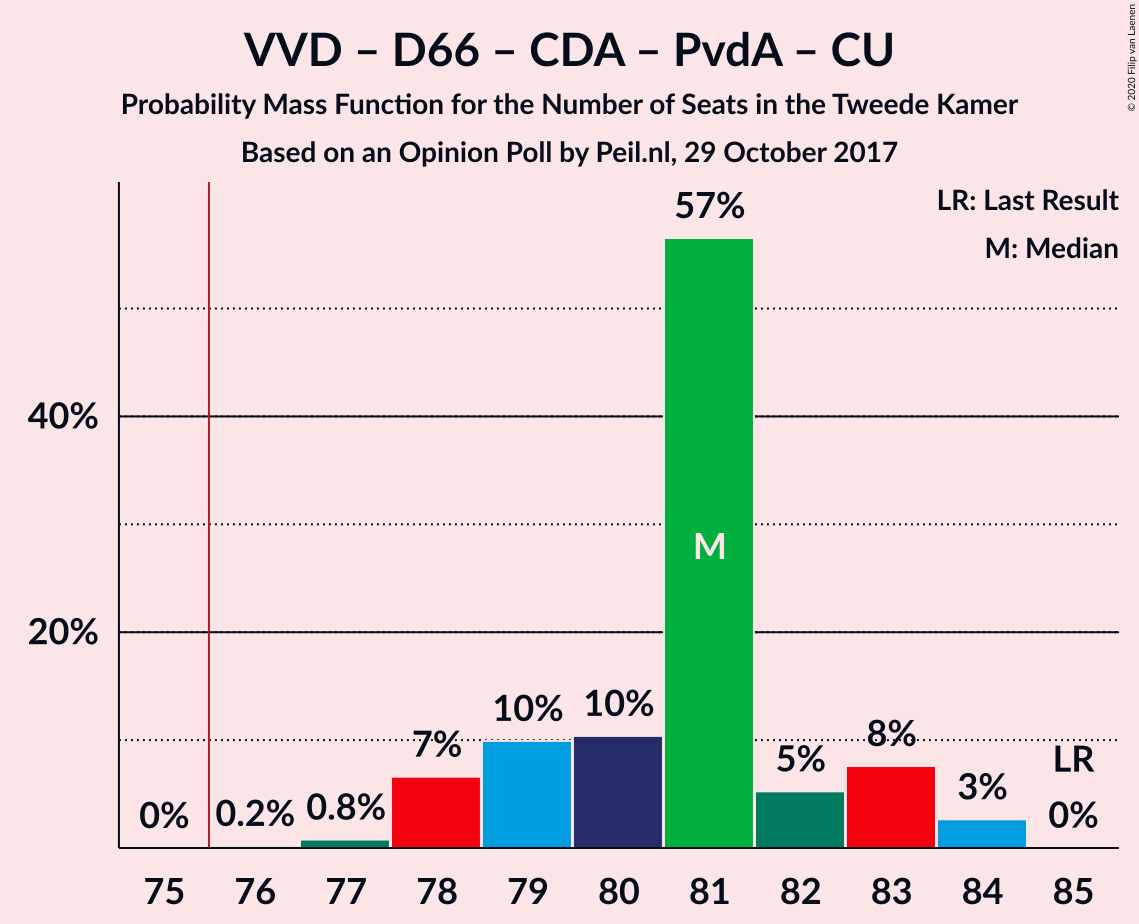 VVD – D66 – CDA – PvdA – CU
Probability Mass Function for the Number of Seats in the Tweede Kamer
Based on an Opinion Poll by Peil.nl, 29 October 2017
© 2020 Filip van Laenen
LR: Last Result
M: Median
57%
40%
M
20%
10%
10%
7%
8%
5%
LR
3%
0%
0.2%
0.8%
0%
75 76 77 78 79 80 81 82 83 84 85